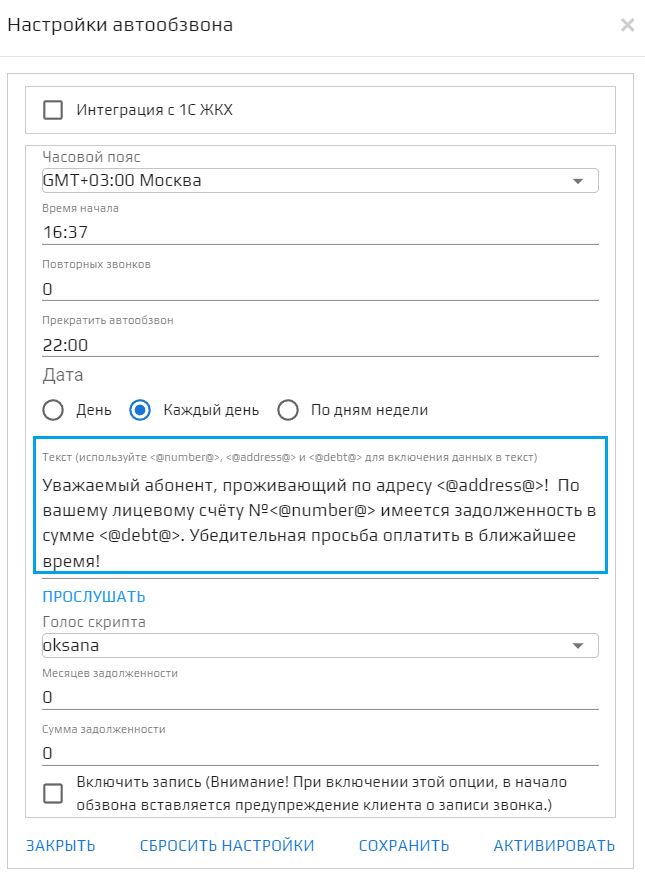 Настройки автообзвона
Интеграция с 1С ЖКХ
Часовой пояс
GMT+03:00 Москва
Время начала
16:37
Повторных звонков
0
Прекратить автообзвон
22:00
Дата
День Каждый день По дням недели
Текст (используйте <@number@>, <@address@> и <@debt@> для включения данных в текст)
Уважаемый абонент, проживающий по адресу <@address@>! По
вашему лицевому счёту №<@number@> имеется задолженность в
сумме <@debt@>. Убедительная просьба оплатить в ближайшее
время!
ПРОСЛУШАТЬ
Голос скрипта
oksana
Месяцев задолженности
0
Сумма задолженности
0
Включить запись (Внимание! При включении этой опции, в начало
обзвона вставляется предупреждение клиента о записи звонка.)
ЗАКРЫТЬ СБРОСИТЬ НАСТРОЙКИ СОХРАНИТЬ АКТИВИРОВАТЬ